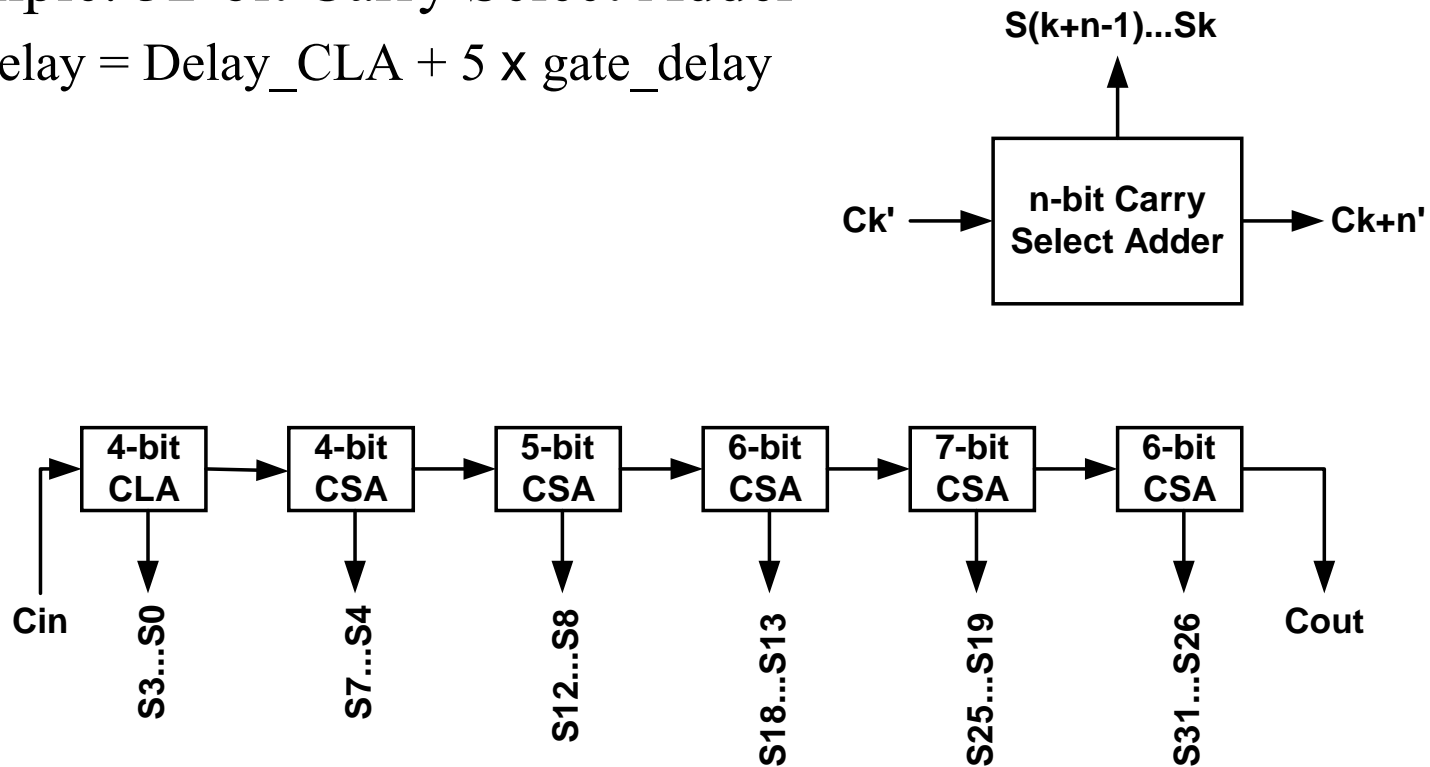 elay = Delay_CLA + 5 x gate_delay
S(k+n-1)...Sk
Ck'
n-bit Carry
Select Adder
Ck+n'
4-bit
CLA
4-bit
CSA
5-bit
CSA
6-bit
CSA
7-bit
CSA
6-bit
CSA
Cin
S3...S0
S7...S4
S12...S8
S18...S13
S25...S19
S31...S26
Cout